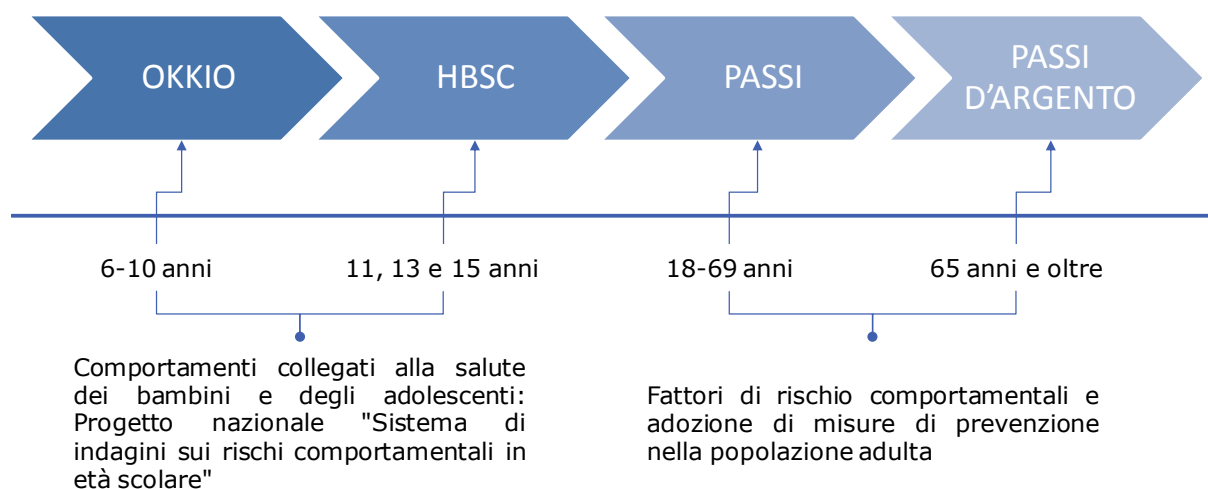 OKKIO
HBSC
PASSI
PASSI
D’ARGENTO
6-10 anni
11, 13 e 15 anni
18-69 anni
65 anni e oltre
Comportamenti collegati alla salute
dei bambini e degli adolescenti:
Progetto nazionale "Sistema di
indagini sui rischi comportamentali in
età scolare"
Fattori di rischio comportamentali e
adozione di misure di prevenzione
nella popolazione adulta